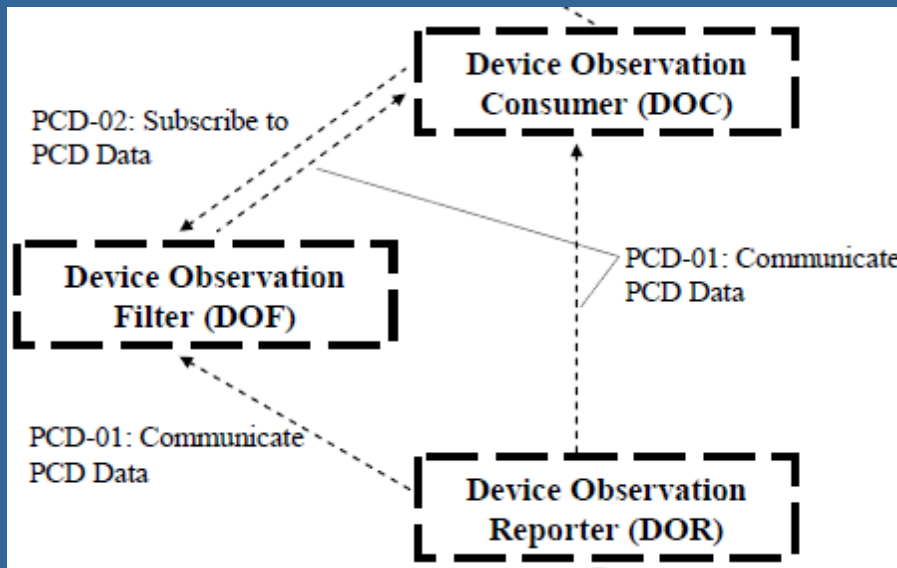 Device Observation
Consumer (DOC)
PCD-02: Subscribe to
PCD Data
Device Observation
Filter (DOF)
PCD-01: Communicate
PCD Data
PCD-01: Communicate
PCD Data
Device Observation
Reporter (DOR)